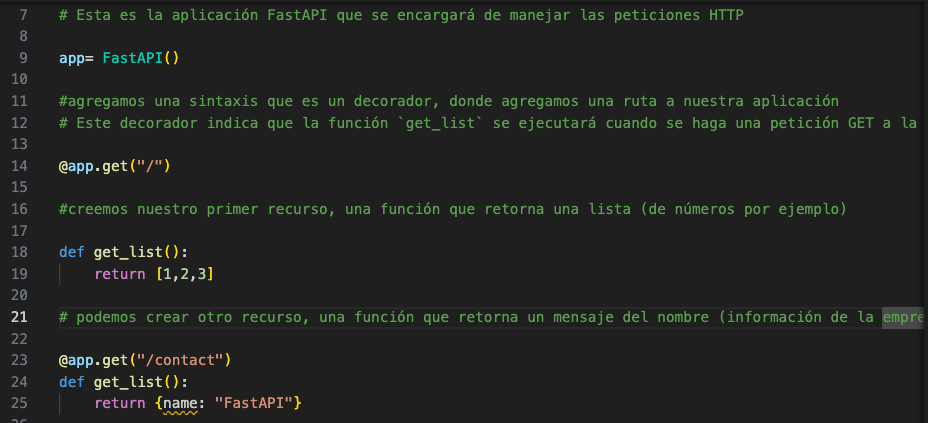 7 # Esta es la aplicación FastAPI que se encargará de manejar las peticiones HTTP
8
9 app= FastAPI()
10
11 #agregamos una sintaxis que es un decorador, donde agregamos una ruta a nuestra aplicación
12 # Este decorador indica que la función `get_list` se ejecutará cuando se haga una petición GET a la
13
14 @app.get("/")
15
16 #creemos nuestro primer recurso, una función que retorna una lista (de números por ejemplo)
17
18 def get_list():
19     return [1,2,3]
20
21 # podemos crear otro recurso, una función que retorna un mensaje del nombre (información de la empre
22
23 @app.get("/contact")
24 def get_list():
25     return {name: "FastAPI"}